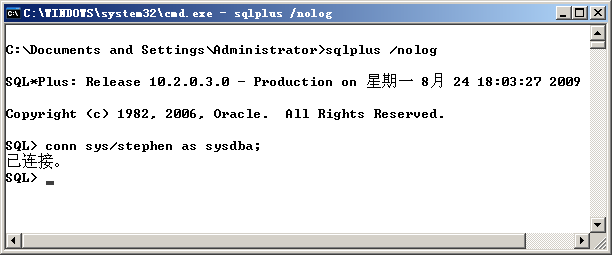 C:\WINDOWS\system32\cmd.exe - sqlplus /nolog
C:\Documents and Settings\Administrator>sqlplus /nolog
SQL*Plus: Release 10.2.0.3.0 - Production on 星期一 8月 24 18:03:27 2009
Copyright (c) 1982, 2006, Oracle.  All Rights Reserved.
SQL> conn sys/stephen as sysdba;
已连接。
SQL>